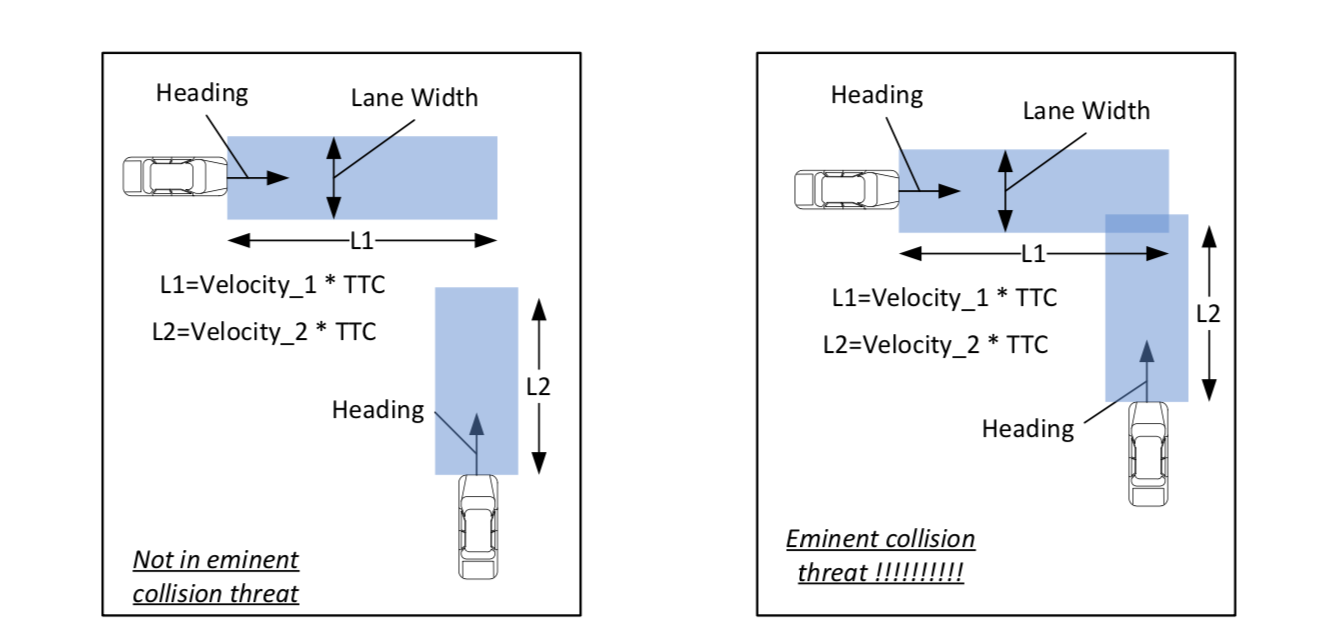 Heading
Lane Width
L1
L1=Velocity_1 * TTC
L2=Velocity_2 * TTC
L2
Heading
Not in eminent
collision threat
Heading
Lane Width
L1
L1=Velocity_1 * TTC
L2=Velocity_2 * TTC
L2
Heading
Eminent collision
threat !!!!!!!!!!